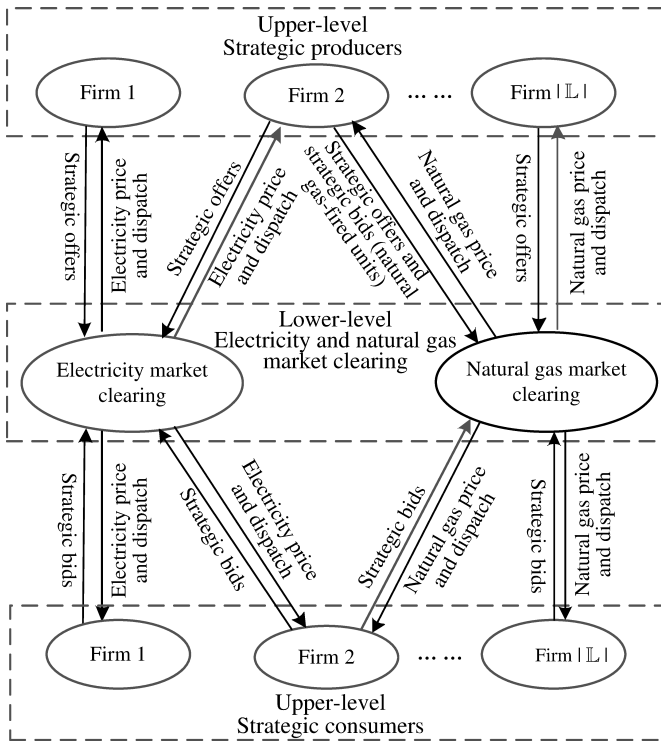 Upper-level
Strategic producers
Firm 1
Firm 2
... ...
Firm |𝕃|
Strategic offers
Electricity price
and dispatch
Strategic offers
Electricity price
and dispatch
Strategic offers and
strategic bids (natural
gas-fired units)
Natural gas price
and dispatch
Strategic offers
Natural gas price
and dispatch
Lower-level
Electricity and natural gas
market clearing
Electricity market
clearing
Natural gas market
clearing
Strategic bids
Electricity price
and dispatch
Strategic bids
Electricity price
and dispatch
Strategic bids
Natural gas price
and dispatch
Strategic bids
Natural gas price
and dispatch
Firm 1
Firm 2
... ...
Firm |𝕃|
Upper-level
Strategic consumers